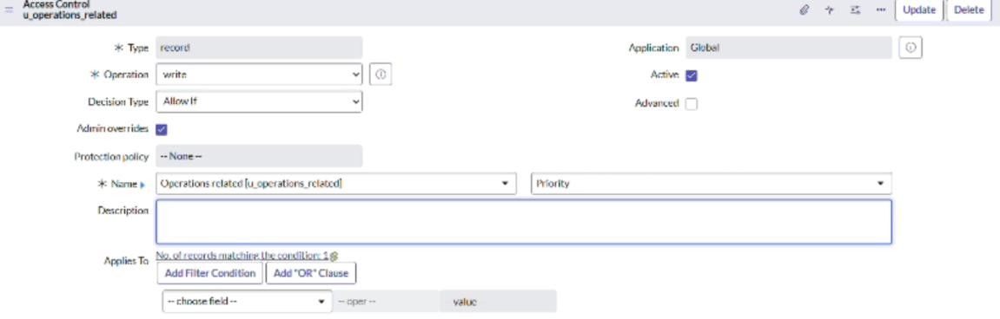 Access Control
u_operations_related
Update
Delete
* Type record
Application Global
* Operation write
Active
Decision Type Allow If
Advanced
Admin overrides
Protection policy -- None --
* Name Operations related [u_operations_related] Priority
Description
Applies To No. of records matching the condition: 1
Add Filter Condition Add "OR" Clause
-- choose field -- -- oper -- value